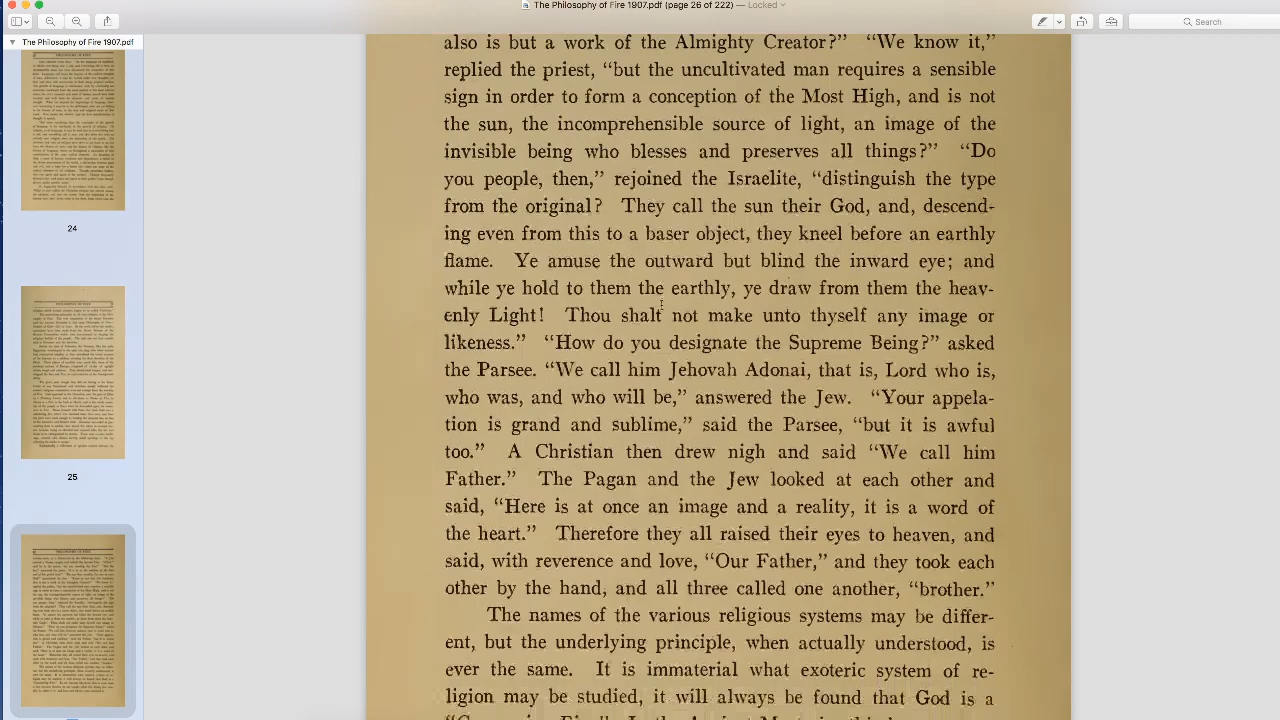 The Philosophy of Fire 1907.pdf (page 26 of 222) — Locked
Search
The Philosophy of Fire 1907.pdf
24
25
also but a work of the Almighty Creator?” “We know it,”
replied the priest, “but the unsultured man requires a visible
sign, in order to form a conception of the Most High. And is not
the sun, the incomprehensible source of light, an image of the
invisible being who blesses and preserves all things?” “Do
your people, then,” rejoined the Israelite, “distinguish the type
from the original? They call the sun their God, and, descend-
ing even from this to a baser object, they kneel before an earthly
flame. Ye amuse the outward but blind the inward eye; and
while ye hold to them the earthly, ye draw from them the heav-
enly Light! Thou shalf not make unto thyself an image or
likeness.” “How do you designate the Supreme Being?” asked
the Parsee. “We call him Jehovah Adonai, that is, Lord who is,
who was, and who will be,” answered the Jew. “Your appela-
tion is grand and sublime,” said the Parsee, “but it is awful
too.” A Christian then drew nigh and said “We call him
Father. The Pagan and the Jew looked at each other and
said, “Here is at once an image and a reality, it is a word of
the heart.” Therefore they all raised their eyes to heaven, and
said, with reverence and love, “Our Father,” and they took each
other by the hand, and all three called one another, “brother.”
The names of the various religious systems may be differ-
ent but the underlying principle, when esoterically understood is
ever the same. It is immaterial what country's system of re-
ligion may be studied, it will always be found that God is a